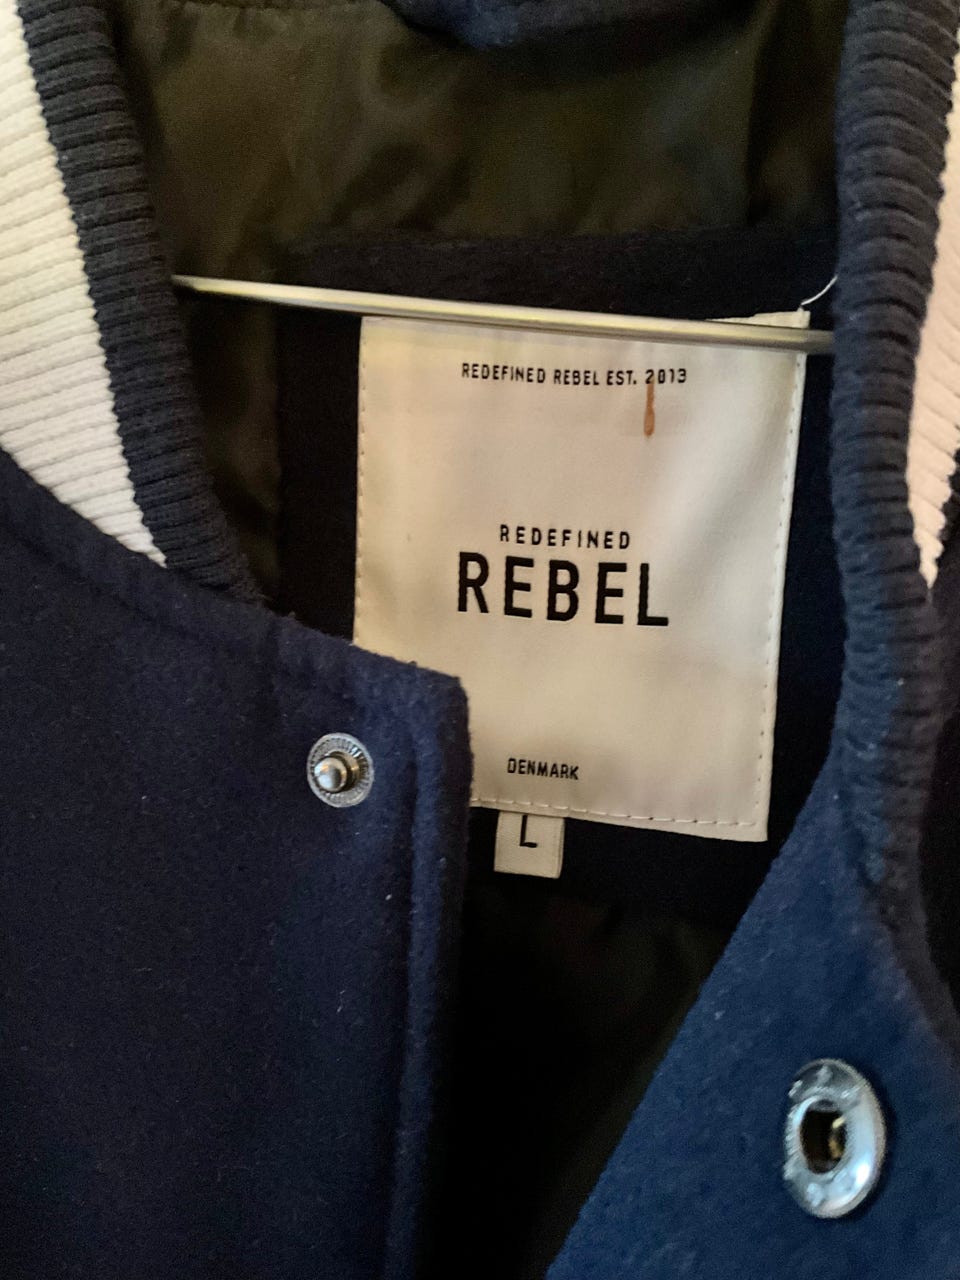 REDEFINED REBEL EST. 2013
REDEFINED
REBEL
DENMARK
L